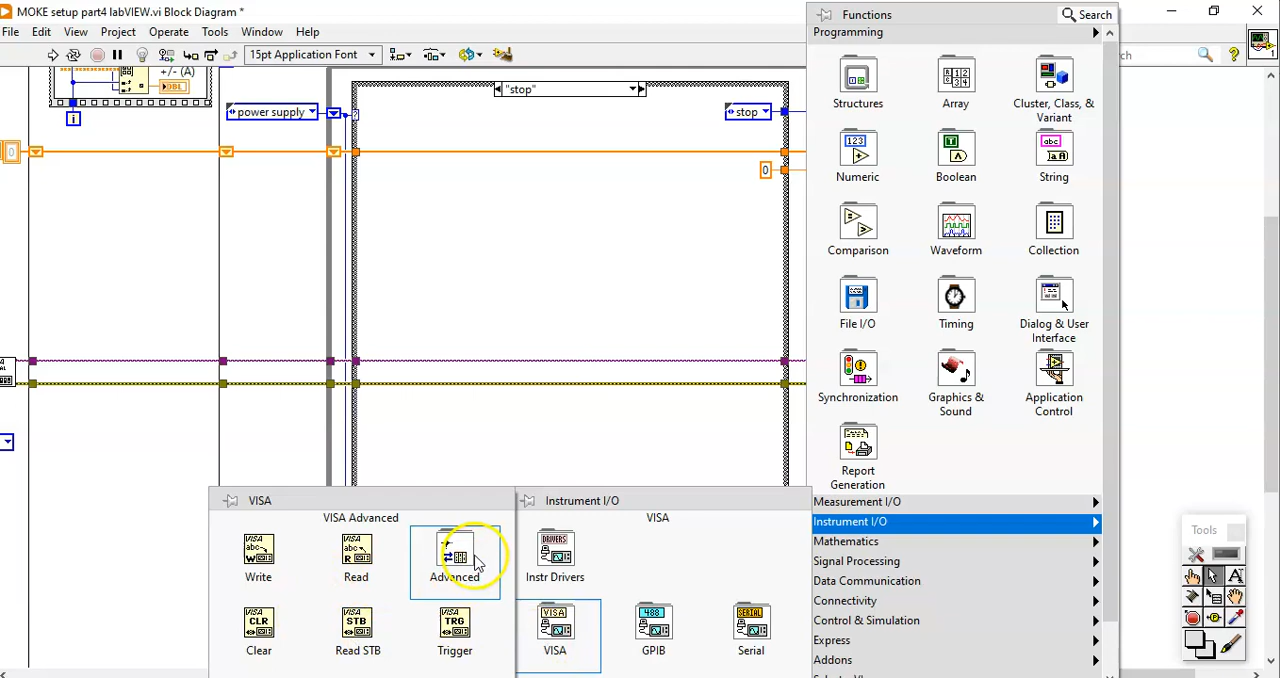 MOKE setup part4 labVIEW.vi Block Diagram *
File Edit View Project Operate Tools Window Help
15pt Application Font
+/- (A)
DBL
i
power supply
"stop"
stop
0
0
Functions
Search
Programming
Structures
Array
Cluster, Class, & Variant
Numeric
Boolean
String
Comparison
Waveform
Collection
File I/O
Timing
Dialog & User Interface
Synchronization
Graphics & Sound
Application Control
Report Generation
Measurement I/O
Instrument I/O
Mathematics
Signal Processing
Data Communication
Connectivity
Control & Simulation
Express
Addons
VISA
VISA Advanced
Write
Read
Advanced
Clear
Read STB
Trigger
Instrument I/O
VISA
Instr Drivers
VISA
GPIB
Serial
Tools